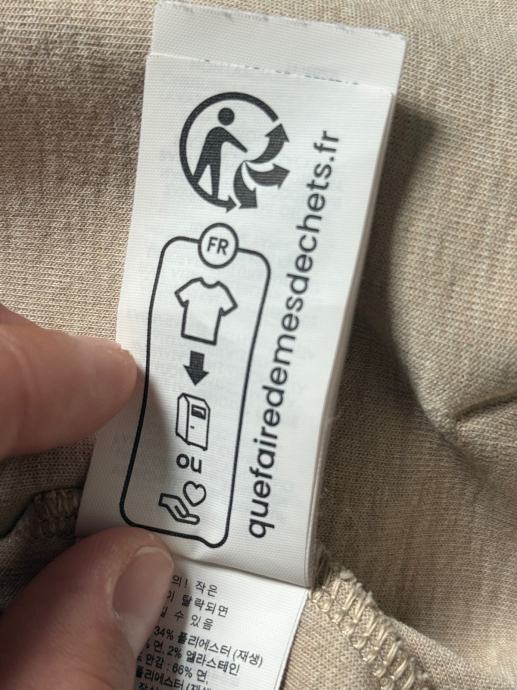 FR
OU
quefairedemesdechets.fr
의! 작은
이 탈락되면
수 있음
34% 폴리에스터 (재생)
% 면, 2% 엘라스테인
안감 : 66% 면,